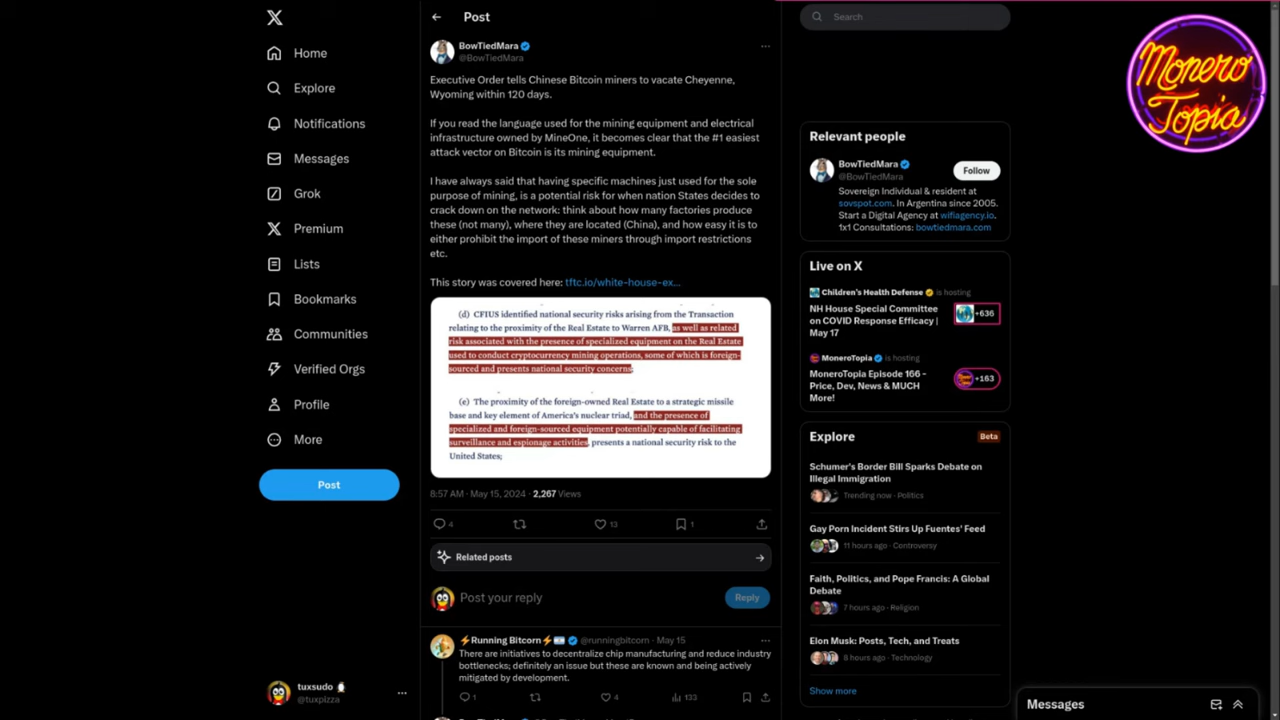 Home
Explore
Notifications
Messages
Grok
Premium
Lists
Bookmarks
Communities
Verified Orgs
Profile
More
Post
tuxsudo
@tuxpizza
Post
BowTiedMara
@BowTiedMara
Executive Order tells Chinese Bitcoin miners to vacate Cheyenne,
Wyoming within 120 days.
If you read the language used for the mining equipment and electrical
infrastructure owned by MineOne, it becomes clear that the #1 easiest
attack vector on Bitcoin is its mining equipment.
I have always said that having specific machines just used for the sole
purpose of mining, is a potential risk for when nation States decides to
crack down on the network: think about how many factories produce
these (not many), where they are located (China), and how easy it is to
either prohibit the import of these miners through import restrictions
etc.
This story was covered here: tftc.io/white-house-ex...
(d) CFIUS identified national security risks arising from the Transaction
relating to the proximity of the Real Estate to Warren AFB, as well as related
risk associated with the presence of specialized equipment on the Real Estate
used to conduct cryptocurrency mining operations, some of which is foreign-
sourced and presents national security concerns.
(e) The proximity of the foreign-owned Real Estate to a strategic missile
base and key element of America's nuclear triad, and the presence of
specialized and foreign-sourced equipment potentially capable of facilitating
surveillance and espionage activities, presents a national security risk to the
United States;
8:57 AM · May 15, 2024 · 2,267 Views
4 13 1
Related posts
Post your reply
Reply
⚡Running Bitcorn⚡ @runningbitcorn · May 15
There are initiatives to decentralize chip manufacturing and reduce industry
bottlenecks; definitely an issue but these are known and being actively
mitigated by development.
1 4 133
Search
Relevant people
BowTiedMara
@BowTiedMara
Follow
Sovereign Individual & resident at
sovspot.com. In Argentina since 2005.
Start a Digital Agency at wifiagency.io.
1x1 Consultations: bowtiedmara.com
Live on X
Children's Health Defense is hosting
NH House Special Committee
on COVID Response Efficacy |
May 17
+636
MoneroTopia is hosting
MoneroTopia Episode 166 -
Price, Dev, News & MUCH
More!
+163
Explore
Beta
Schumer's Border Bill Sparks Debate on
Illegal Immigration
Trending now · Politics
Gay Porn Incident Stirs Up Fuentes' Feed
11 hours ago · Controversy
Faith, Politics, and Pope Francis: A Global
Debate
7 hours ago · Religion
Elon Musk: Posts, Tech, and Treats
8 hours ago · Technology
Show more
Messages
Monero
Topia